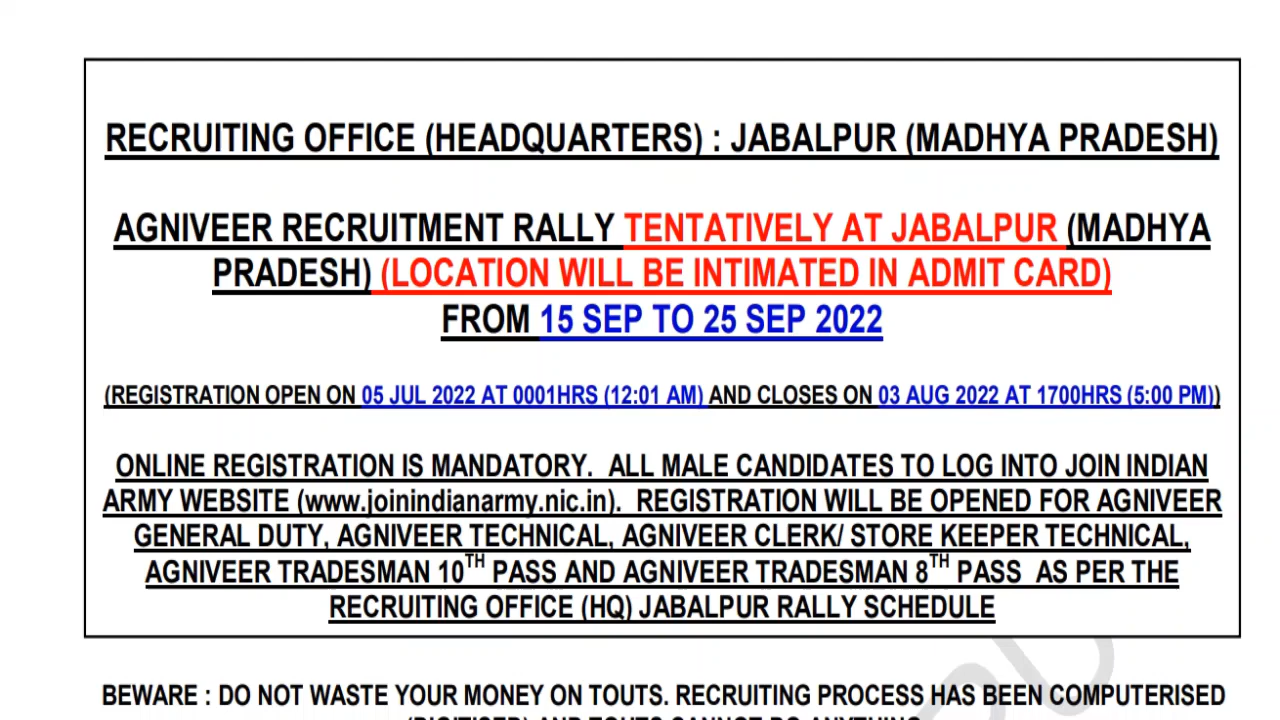 RECRUITING OFFICE (HEADQUARTERS) : JABALPUR (MADHYA PRADESH)
AGNIVEER RECRUITMENT RALLY TENTATIVELY AT JABALPUR (MADHYA
PRADESH) (LOCATION WILL BE INTIMATED IN ADMIT CARD)
FROM 15 SEP TO 25 SEP 2022
(REGISTRATION OPEN ON 05 JUL 2022 AT 0001HRS (12:01 AM) AND CLOSES ON 03 AUG 2022 AT 1700HRS (5:00 PM))
ONLINE REGISTRATION IS MANDATORY.  ALL MALE CANDIDATES TO LOG INTO JOIN INDIAN
ARMY WEBSITE (www.joinindianarmy.nic.in).  REGISTRATION WILL BE OPENED FOR AGNIVEER
GENERAL DUTY, AGNIVEER TECHNICAL, AGNIVEER CLERK/ STORE KEEPER TECHNICAL,
AGNIVEER TRADESMAN 10TH PASS AND AGNIVEER TRADESMAN 8TH PASS  AS PER THE
RECRUITING OFFICE (HQ) JABALPUR RALLY SCHEDULE
BEWARE : DO NOT WASTE YOUR MONEY ON TOUTS. RECRUITING PROCESS HAS BEEN COMPUTERISED